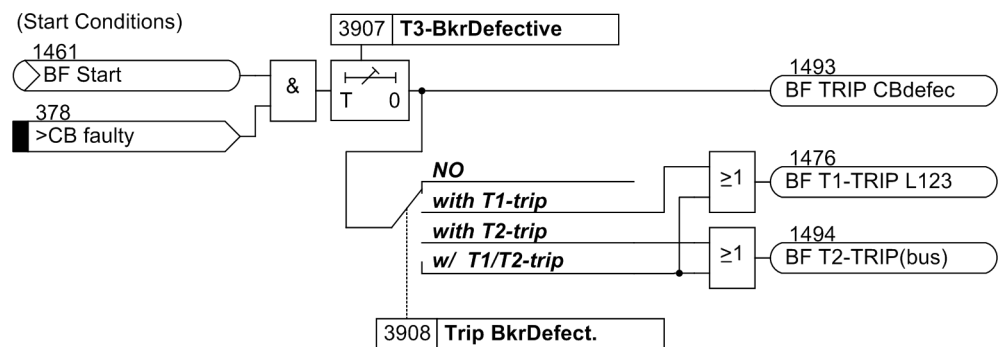 (Start Conditions)
3907 T3-BkrDefective
1461
BF Start
&
T 0
1493
BF TRIP CBdefec
378
>CB faulty
NO
with T1-trip
with T2-trip
w/ T1/T2-trip
≥1
1476
BF T1-TRIP L123
≥1
1494
BF T2-TRIP(bus)
3908 Trip BkrDefect.